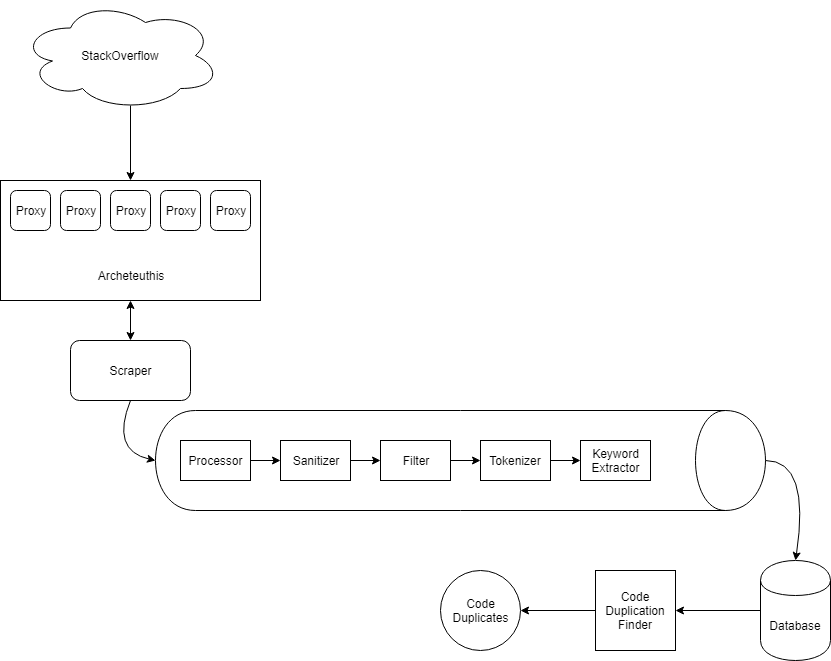 StackOverflow
Proxy Proxy Proxy Proxy Proxy
Archeteuthis
Scraper
Processor
Sanitizer
Filter
Tokenizer
Keyword
Extractor
Code
Duplicates
Code
Duplication
Finder
Database